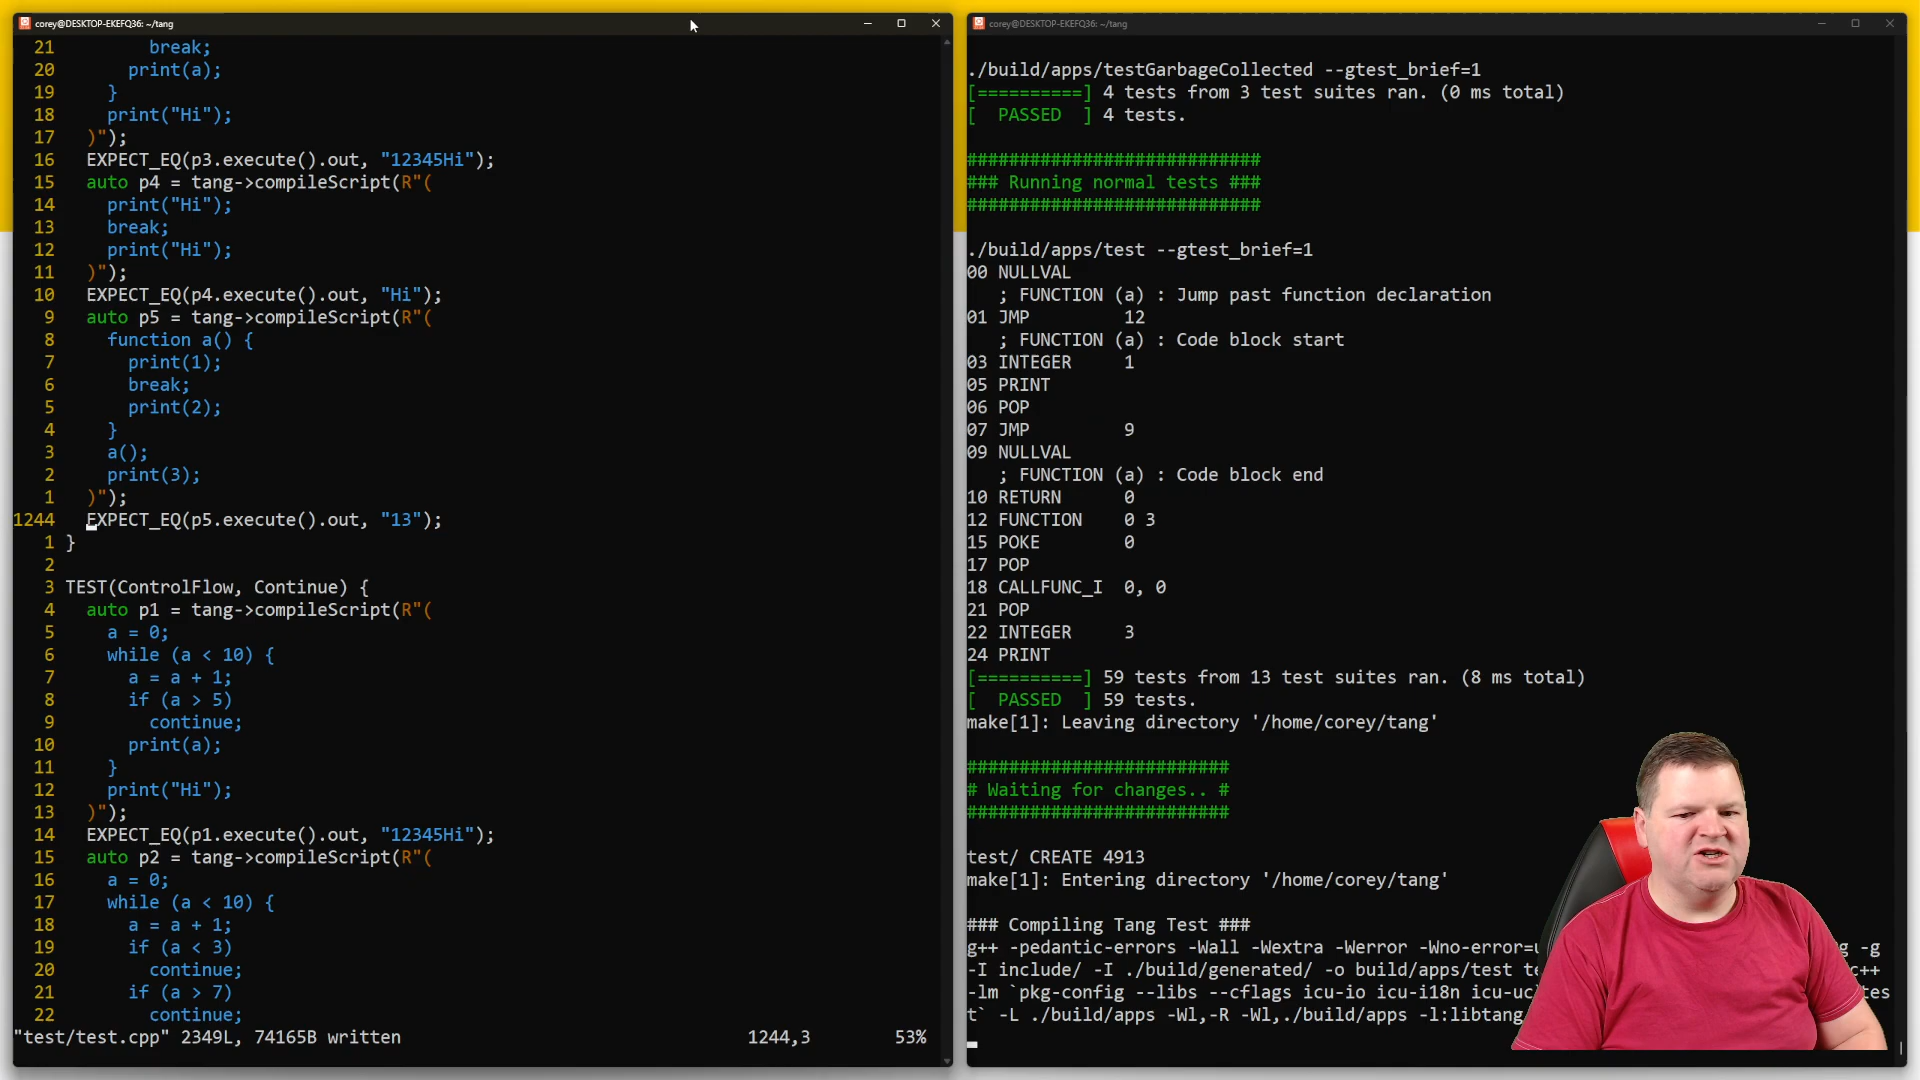 corey@DESKTOP-EKEFQ36: ~/tang
21 break;
20 print(a);
19 }
18 print("Hi");
17 )");
16 EXPECT_EQ(p3.execute().out, "12345Hi");
15 auto p4 = tang->compileScript(R"(
14 print("Hi");
13 break;
12 print("Hi");
11 )");
10 EXPECT_EQ(p4.execute().out, "Hi");
9 auto p5 = tang->compileScript(R"(
8 function a() {
7 print(1);
6 break;
5 print(2);
4 }
3 a();
2 print(3);
1 )");
1244 EXPECT_EQ(p5.execute().out, "13");
1 }
2
3 TEST(ControlFlow, Continue) {
4 auto p1 = tang->compileScript(R"(
5 a = 0;
6 while (a < 10) {
7 a = a + 1;
8 if (a > 5)
9 continue;
10 print(a);
11 }
12 print("Hi");
13 )");
14 EXPECT_EQ(p1.execute().out, "12345Hi");
15 auto p2 = tang->compileScript(R"(
16 a = 0;
17 while (a < 10) {
18 a = a + 1;
19 if (a < 3)
20 continue;
21 if (a > 7)
22 continue;
"test/test.cpp" 2349L, 74165B written 1244,3 53%
corey@DESKTOP-EKEFQ36: ~/tang
./build/apps/testGarbageCollected --gtest_brief=1
[==========] 4 tests from 3 test suites ran. (0 ms total)
[  PASSED  ] 4 tests.
############################
### Running normal tests ###
############################
./build/apps/test --gtest_brief=1
00 NULLVAL
; FUNCTION (a) : Jump past function declaration
01 JMP 12
; FUNCTION (a) : Code block start
03 INTEGER 1
05 PRINT
06 POP
07 JMP 9
09 NULLVAL
; FUNCTION (a) : Code block end
10 RETURN 0
12 FUNCTION 0 3
15 POKE 0
17 POP
18 CALLFUNC_I 0, 0
21 POP
22 INTEGER 3
24 PRINT
[==========] 59 tests from 13 test suites ran. (8 ms total)
[  PASSED  ] 59 tests.
make[1]: Leaving directory '/home/corey/tang'
#########################
# Waiting for changes.. #
#########################
test/ CREATE 4913
make[1]: Entering directory '/home/corey/tang'
### Compiling Tang Test ###
g++ -pedantic-errors -Wall -Wextra -Werror -g
-I include/ -I ./build/generated/ -o build/apps/test
-lm `pkg-config --libs --cflags icu-io icu-i18n
t` -L ./build/apps -Wl,-R -Wl,./build/apps -l:libtang